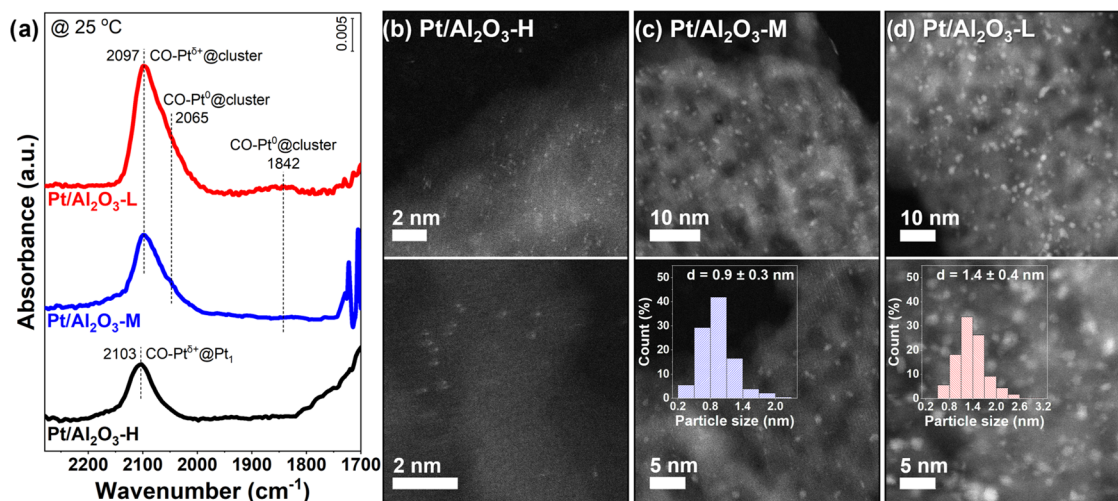 (a)
@ 25 °C
0.005
2097
CO-Ptᵟ⁺@cluster
CO-Pt⁰@cluster
2065
CO-Pt⁰@cluster
1842
Pt/Al₂O₃-L
Pt/Al₂O₃-M
2103
CO-Ptᵟ⁺@Pt₁
Pt/Al₂O₃-H
Absorbance (a.u.)
2200 2100 2000 1900 1800 1700
Wavenumber (cm⁻¹)
(b) Pt/Al₂O₃-H
2 nm
2 nm
(c) Pt/Al₂O₃-M
10 nm
d = 0.9 ± 0.3 nm
50
40
30
20
10
0
Count (%)
0.2 0.8 1.4 2.0
Particle size (nm)
5 nm
(d) Pt/Al₂O₃-L
10 nm
d = 1.4 ± 0.4 nm
50
40
30
20
10
0
Count (%)
0.2 0.8 1.4 2.0 2.6 3.2
Particle size (nm)
5 nm